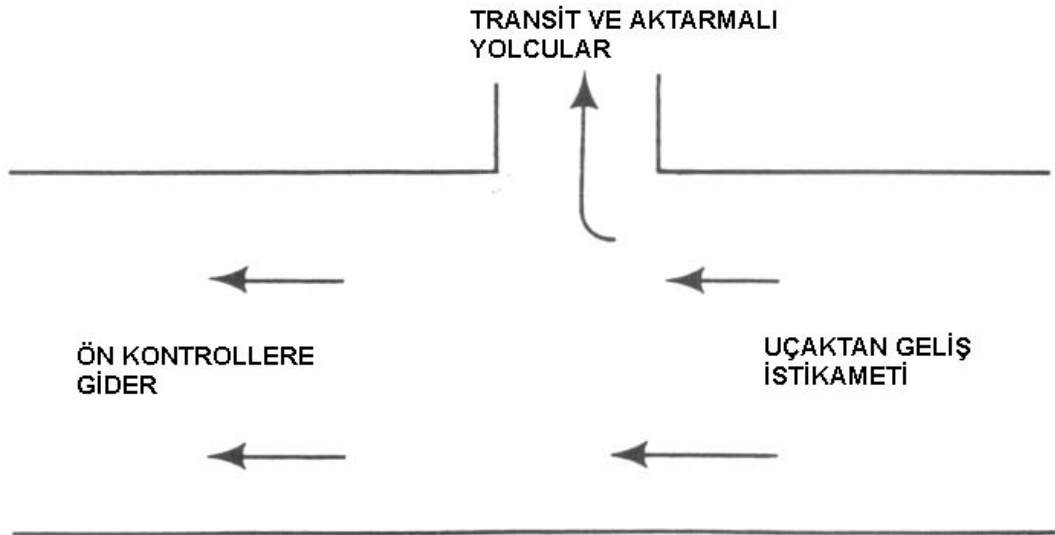 TRANSİT VE AKTARMALI
YOLCULAR
ÖN KONTROLLERE
GİDER
UÇAKTAN GELİŞ
İSTİKAMETİ